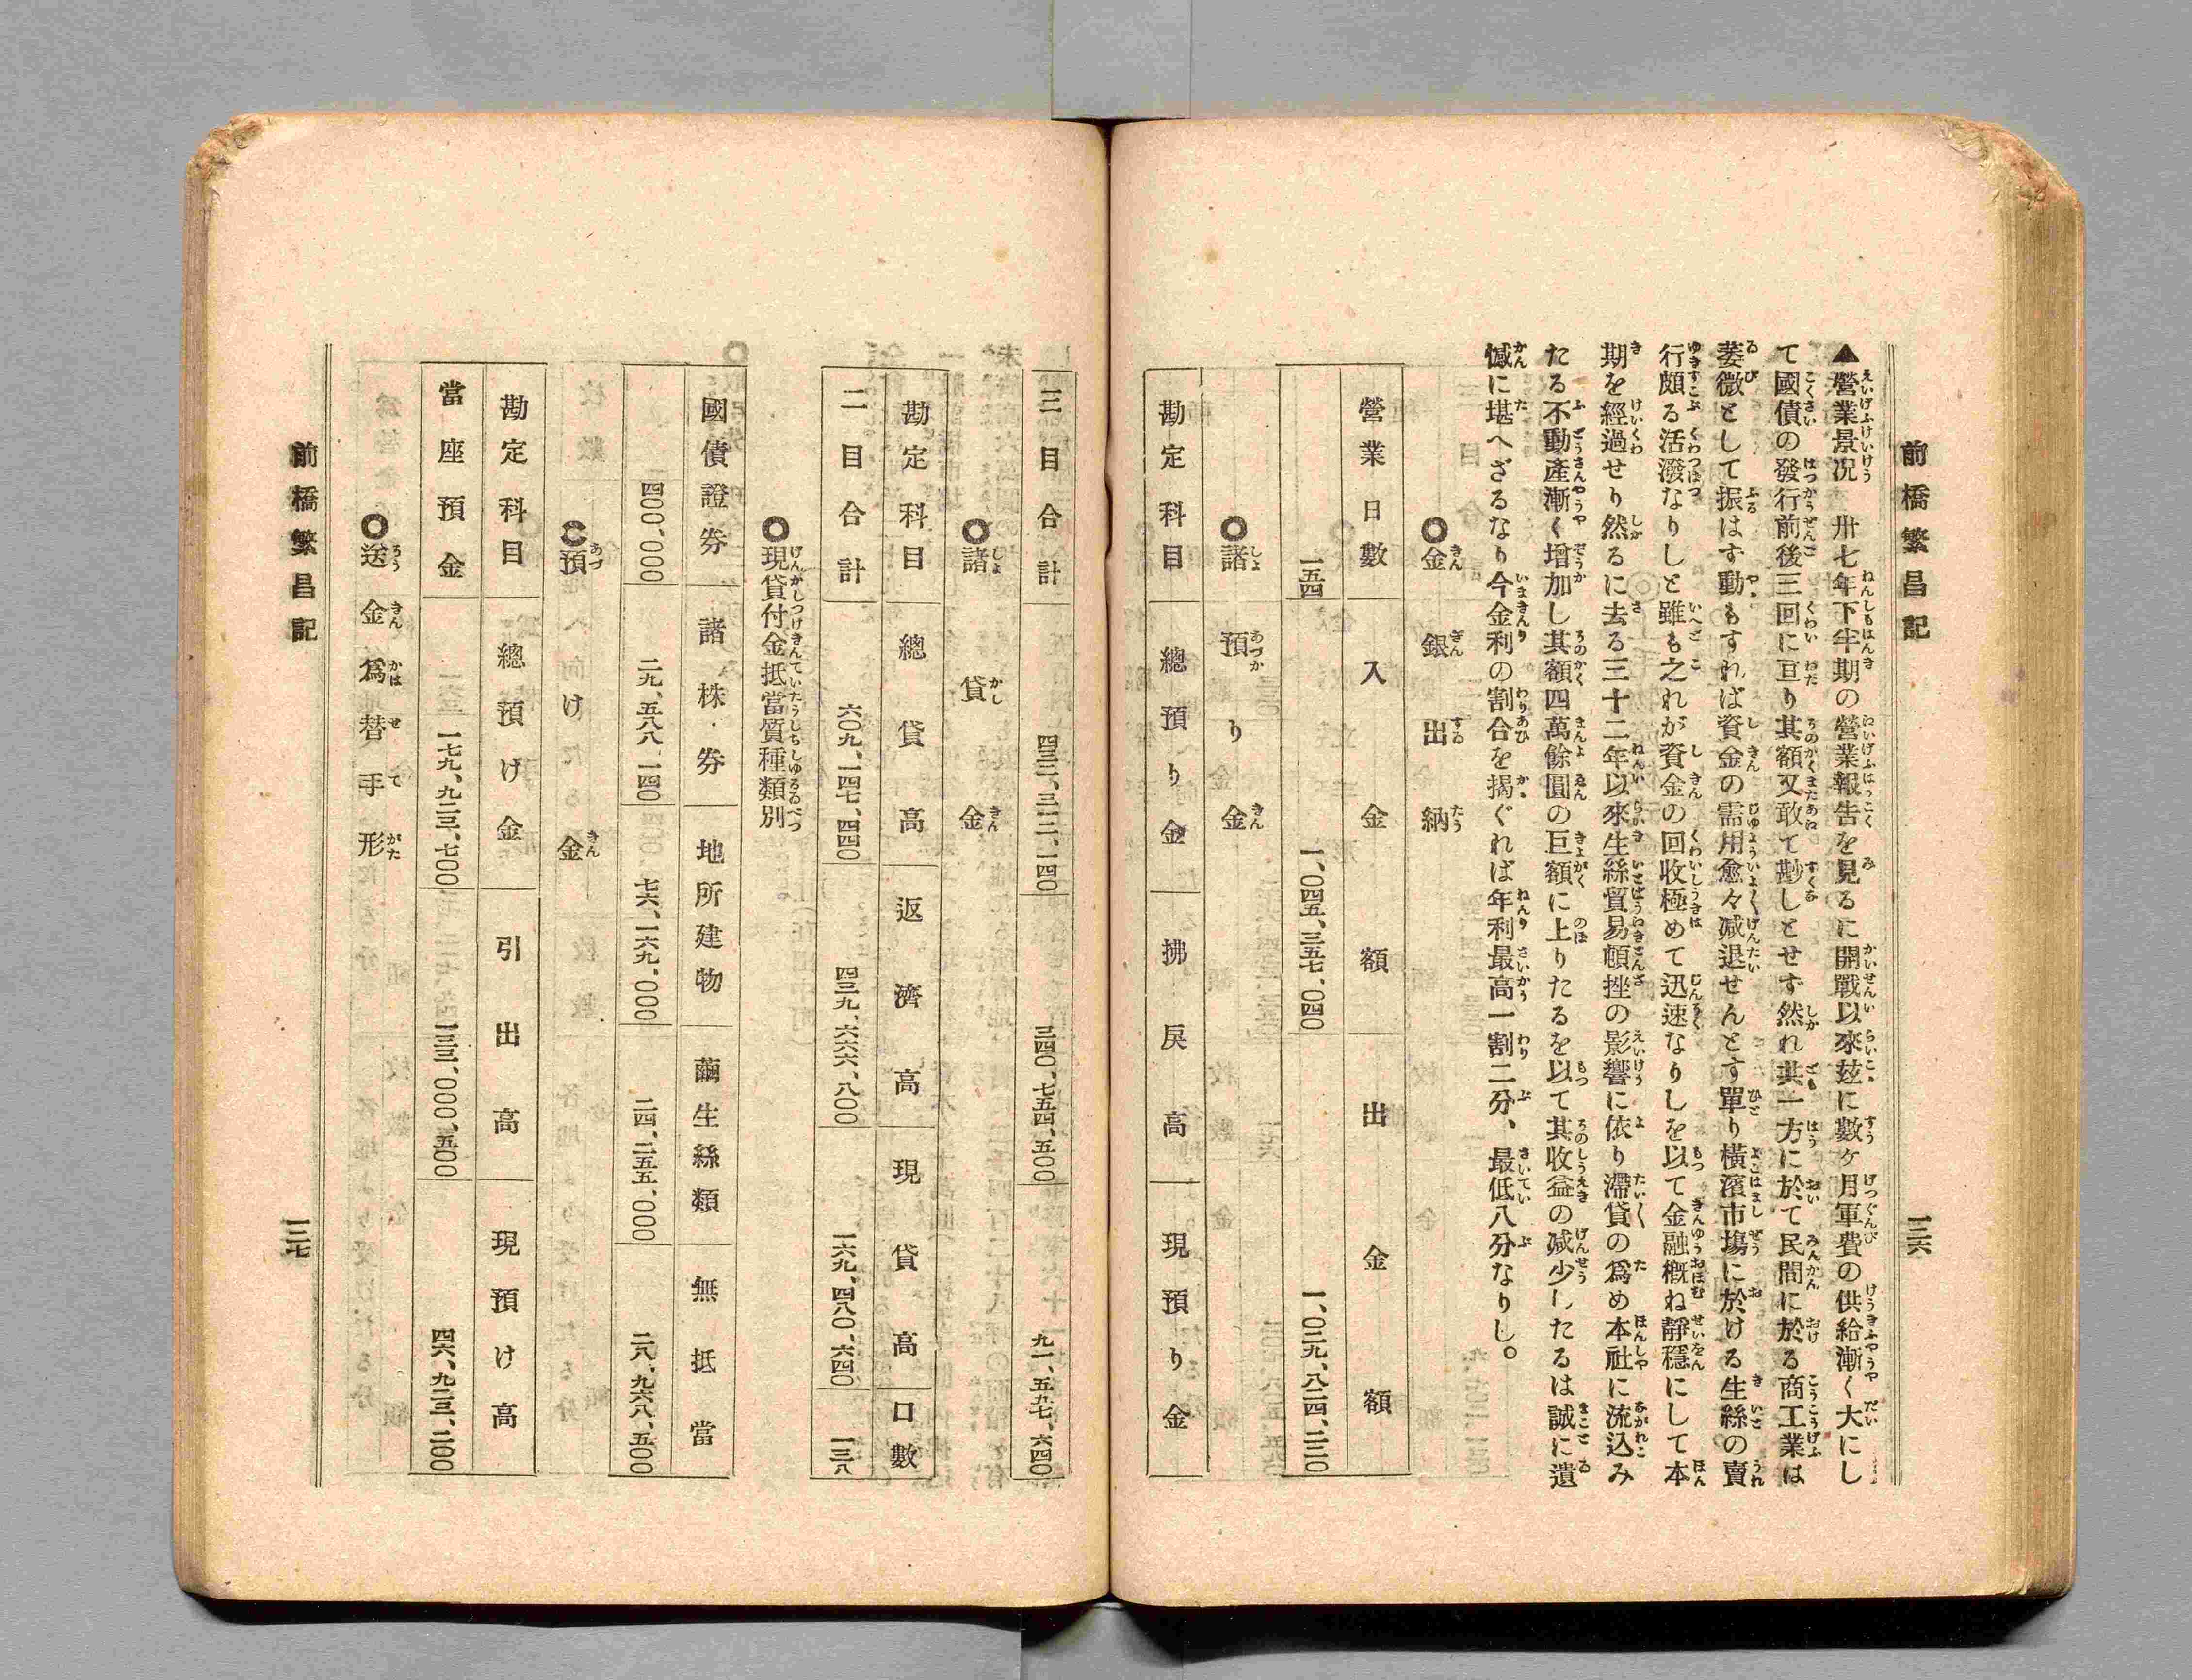 前橋繁昌記
一三六
▲營業景況　卅七年下半期の營業報告を見るに開戰以來玆に數ヶ月軍費の供給漸く大にし
て國債の發行前後三回に亘り其額又敢て尠しとせず然れ共一方に於て民間に於る商工業は
萎微として振はず動もすれば資金の需用愈々減退せんとす單り橫濱市塲に於ける生絲の賣
行頗る活潑なりしと雖も之れが資金の回收極めて迅速なりしを以て金融槪ね靜穩にして本
期を經過せり然るに去る三十二年以來生絲貿易頓挫の影響に依り滯貸の爲め本社に流込み
たる不動產漸く增加し其額四萬餘圓の巨額に上りたるを以て其收益の減少したるは誠に遺
憾に堪へざるなり今金利の割合を揭ぐれば年利最高一割二分、最低八分なりし。
◎金銀出納
營業日數　入金額　出金額
一五四　一、〇四五、三五七、〇四〇　一、〇二九、八二四、二三〇
◎諸預り金
勘定科目　總預り金　拂戾高　現預り金
三目合計　四三二、三一二、一四〇　三四〇、七五四、五〇〇　九一、五五七、六四〇
◎諸貸金
勘定科目　總貸高　返濟高　現貸高　口數
二目合計　六〇九、一四七、四四〇　四三九、六六六、八〇〇　一六九、四八〇、六四〇　一三八
◎現貸付金抵當質種類別
國債證券　諸株券　地所建物　繭生絲類　無抵當
四〇〇、〇〇〇　二九、五八八、一四〇　七六、一六九、〇〇〇　二四、二五五、〇〇〇　二八、九六八、五〇〇
◎預け金
勘定科目　總預け金　引出高　現預け高
當座預金　一七九、九二三、七〇〇　一三三、〇〇〇、五〇〇　四六、九二三、二〇〇
◎送金爲替手形
前橋繁昌記
一三七